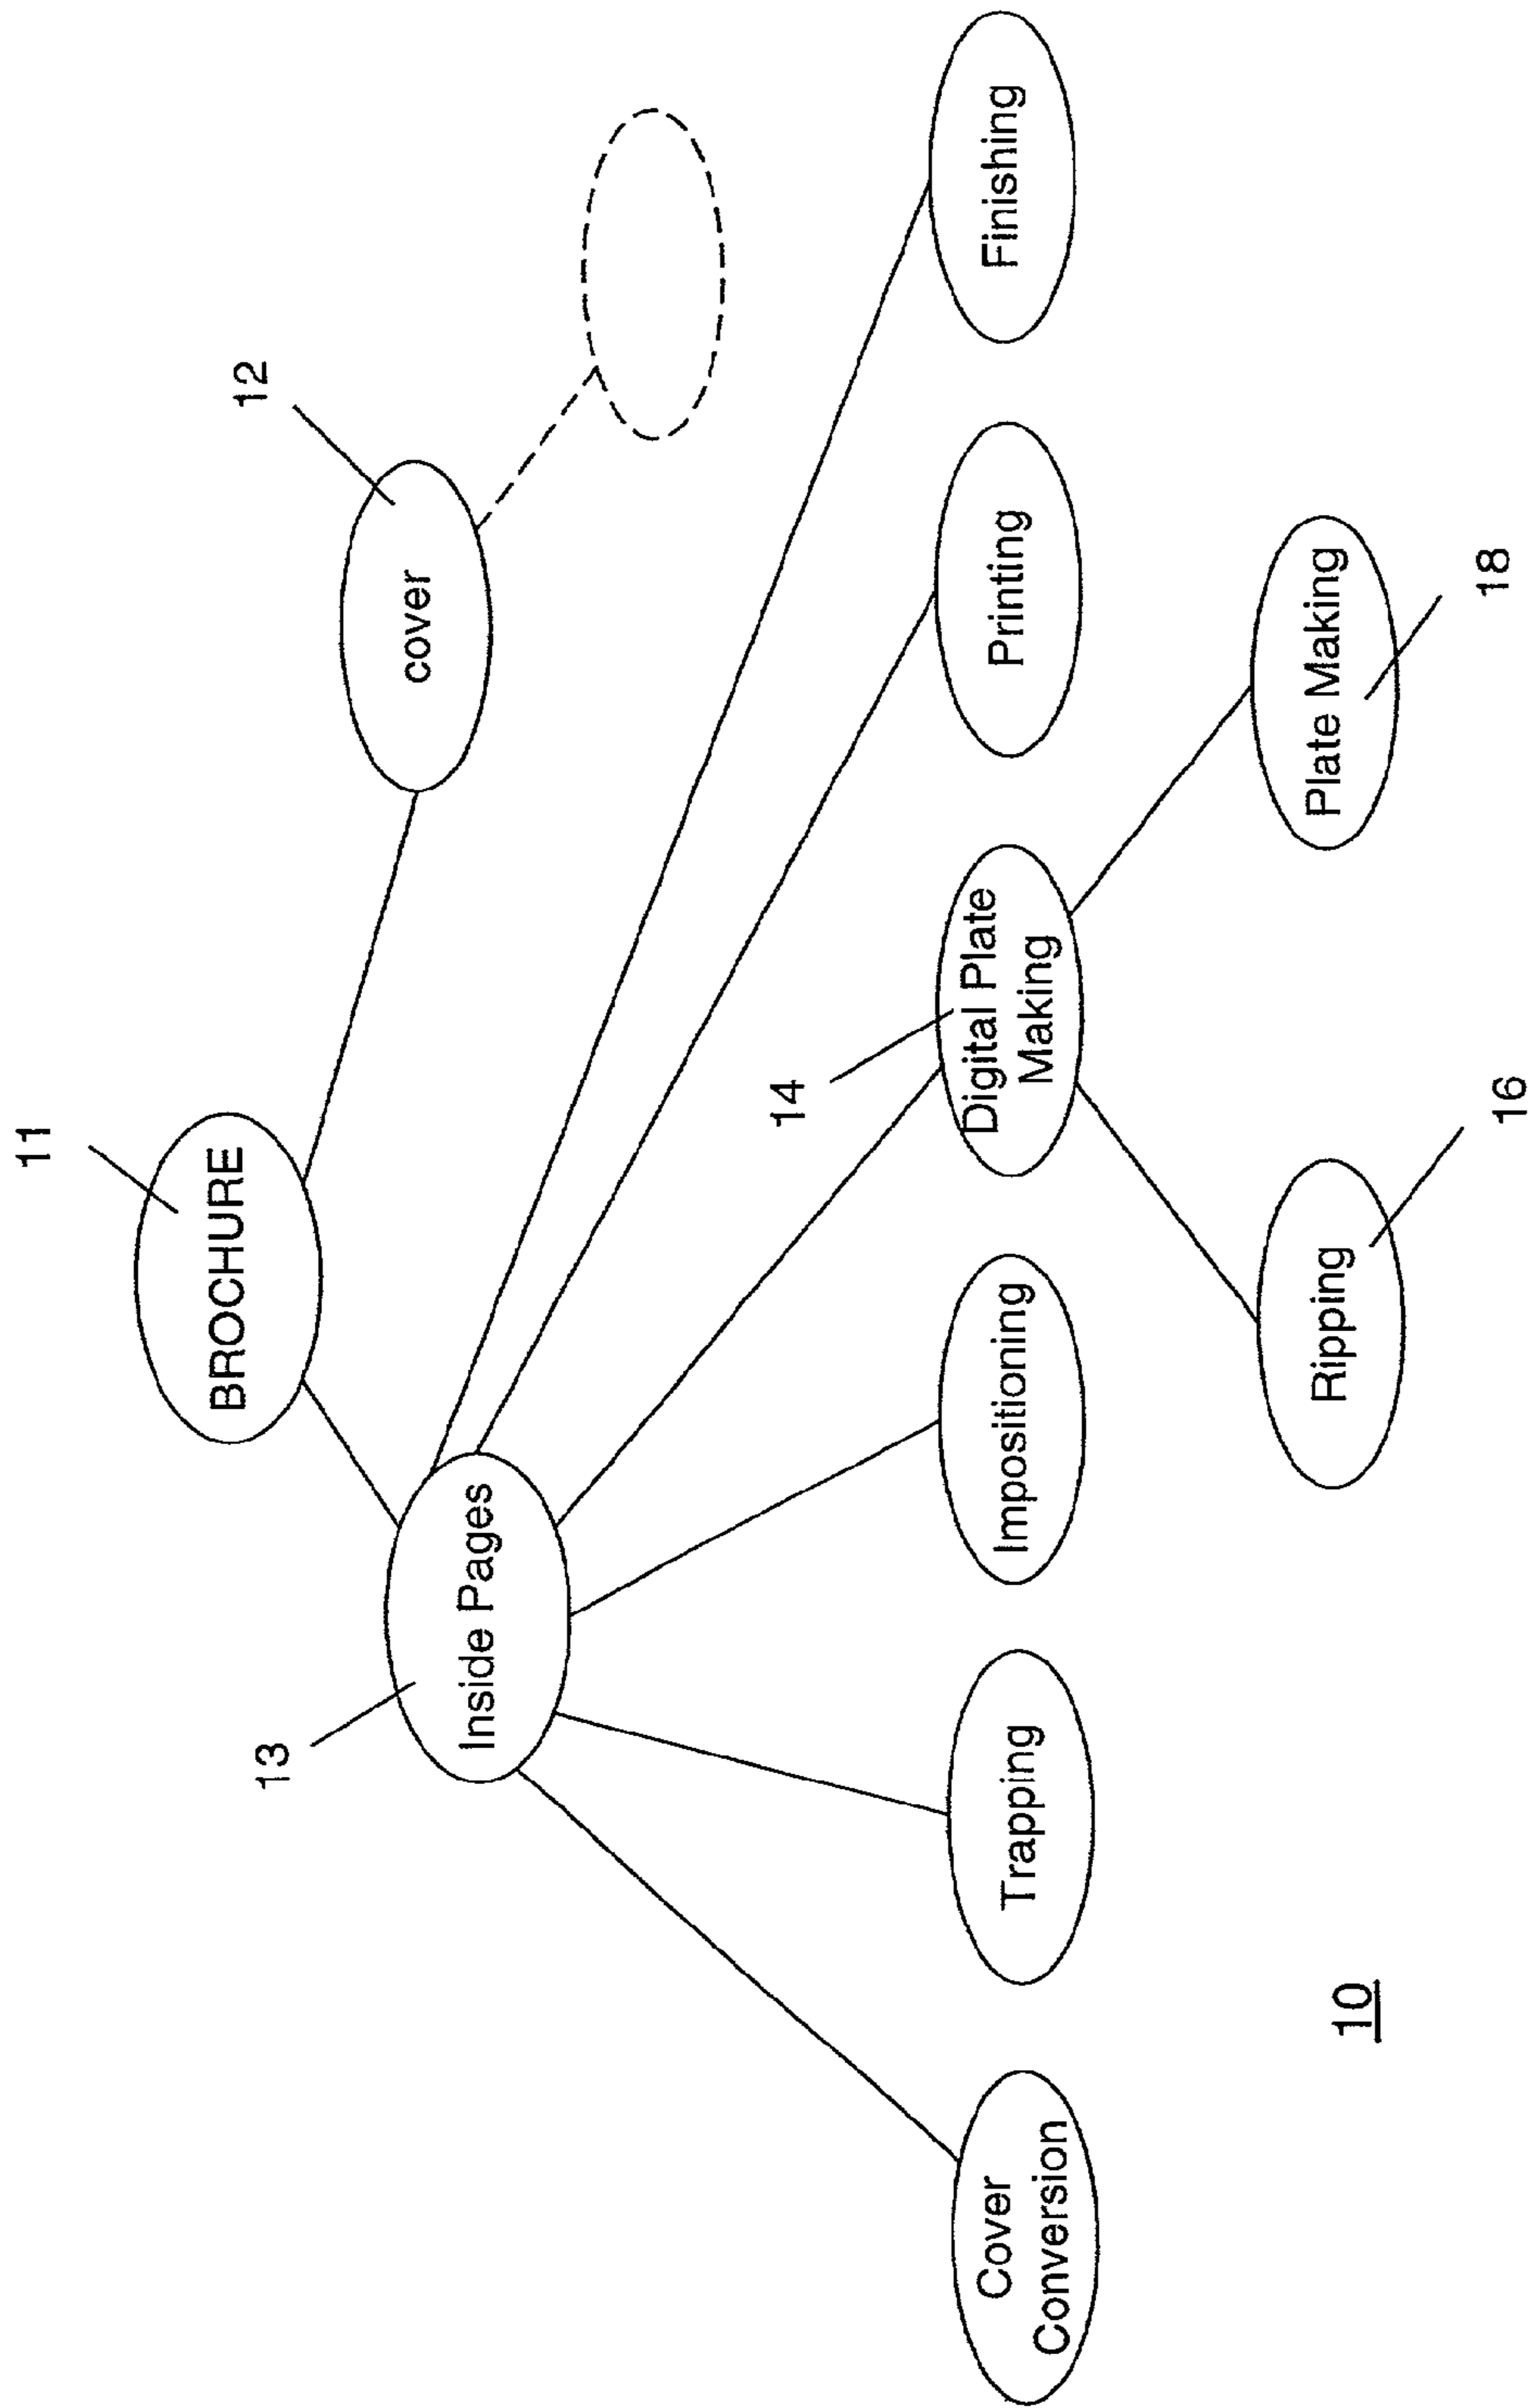 11
BROCHURE
12
cover
13
Inside Pages
14
Cover
Conversion
Trapping
Impositioning
Digital Plate
Making
Printing
Finishing
Ripping
16
Plate Making
18
10